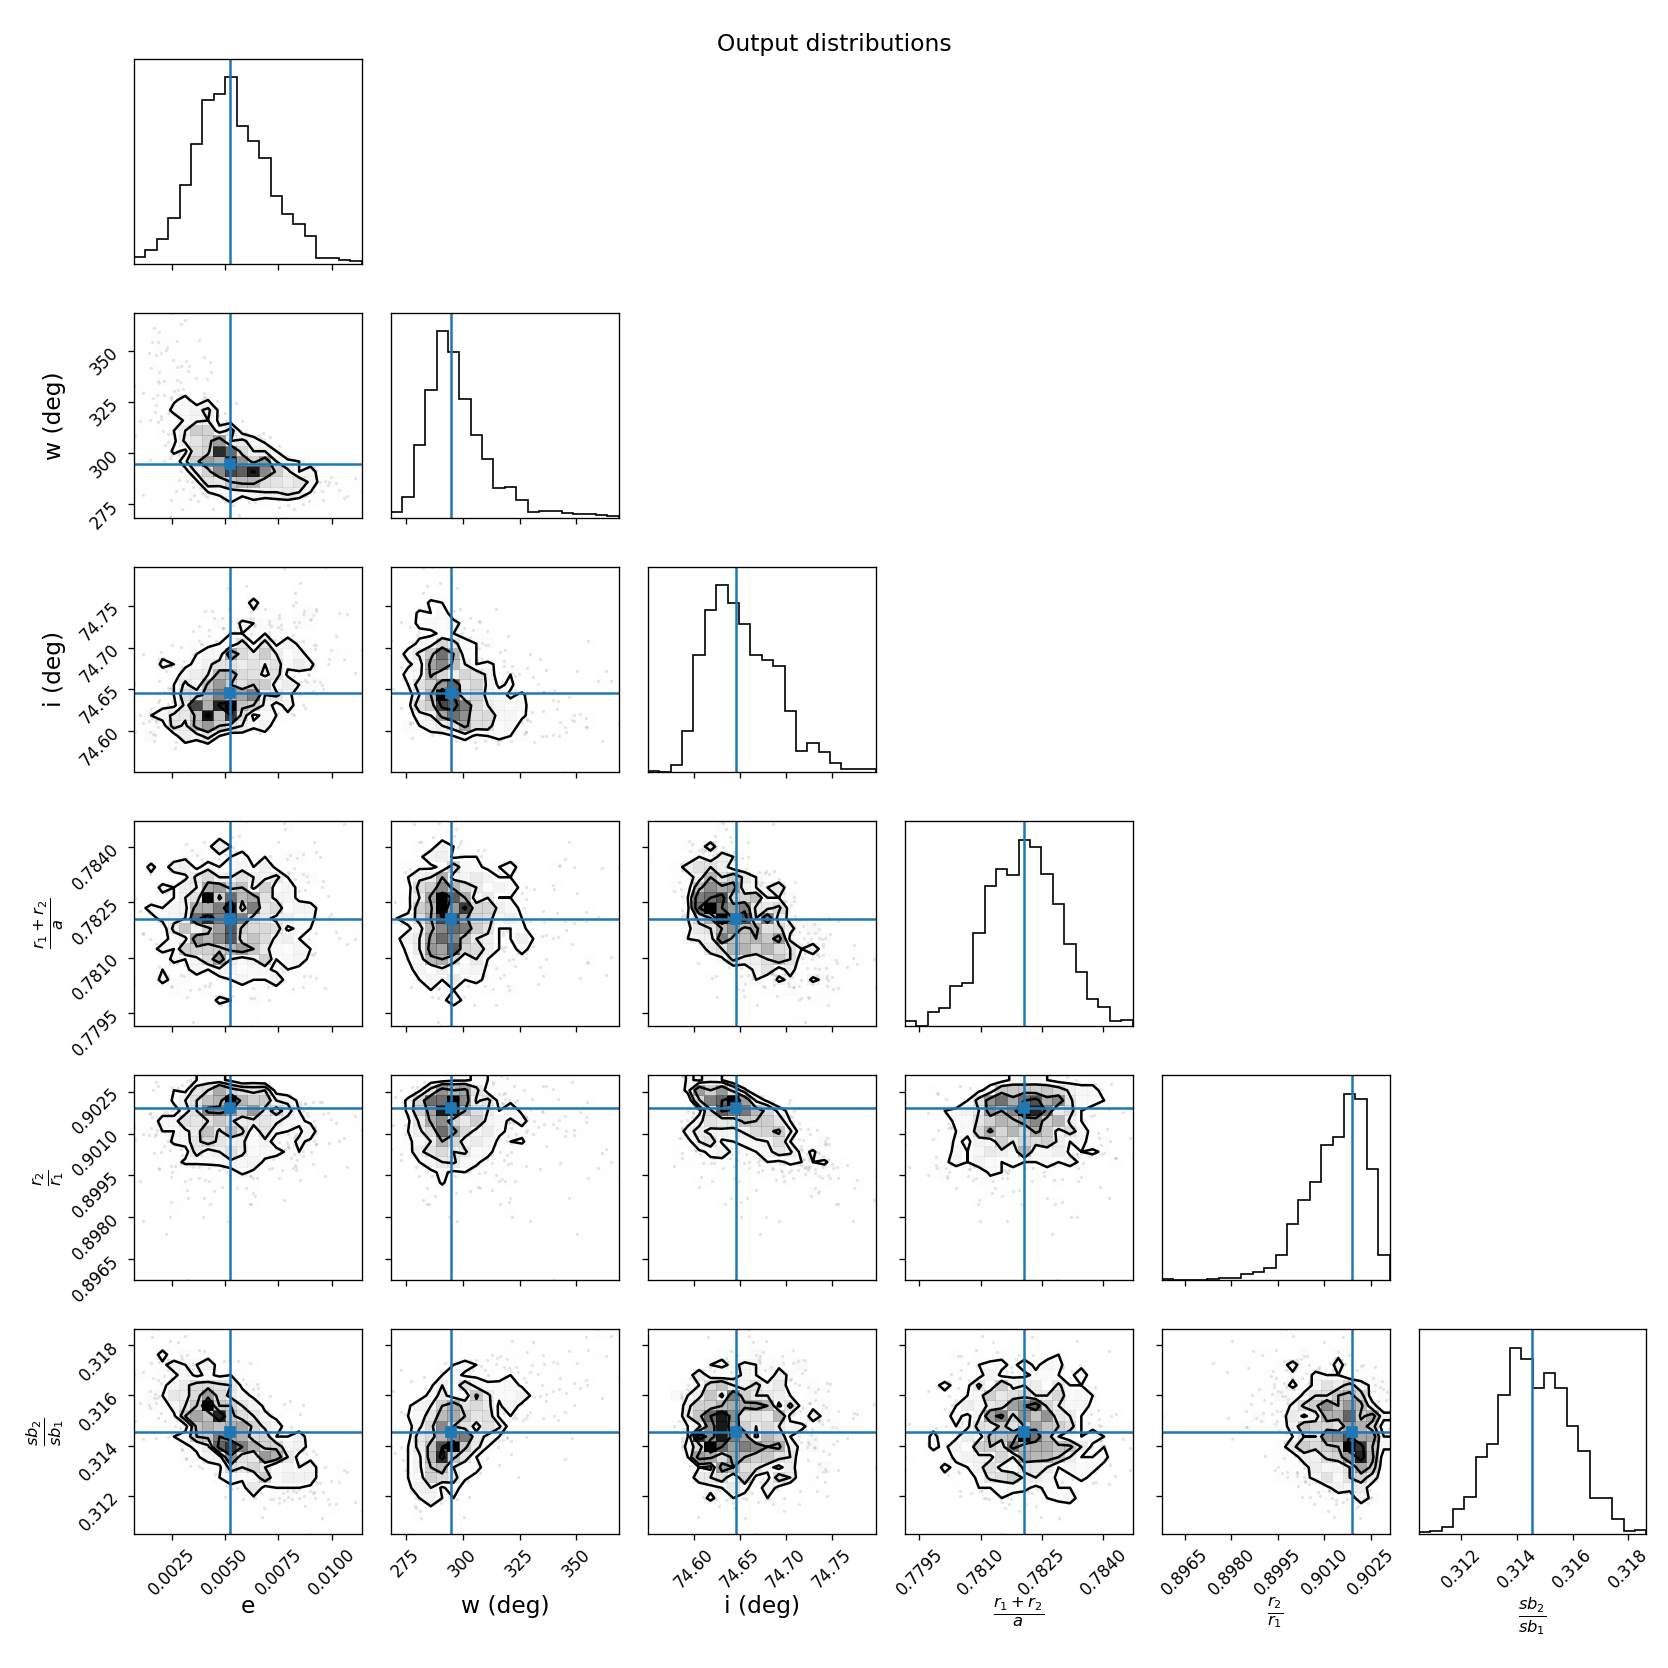 Output distributions
w (deg)
350
325
300
275
i (deg)
74.75
74.70
74.65
74.60
r₁ + r₂
a
0.7840
0.7825
0.7810
0.7795
r₂
r₁
0.9025
0.9010
0.8995
0.8980
0.8965
sb₂
sb₁
0.318
0.316
0.314
0.312
0.0025 0.0050 0.0075 0.0100 275 300 325 350 74.60 74.65 74.70 74.75 0.7795 0.7810 0.7825 0.7840 0.8965 0.8980 0.8995 0.9010 0.9025 0.312 0.314 0.316 0.318
e w (deg) i (deg) r₁ + r₂ r₂ sb₂
a r₁ sb₁